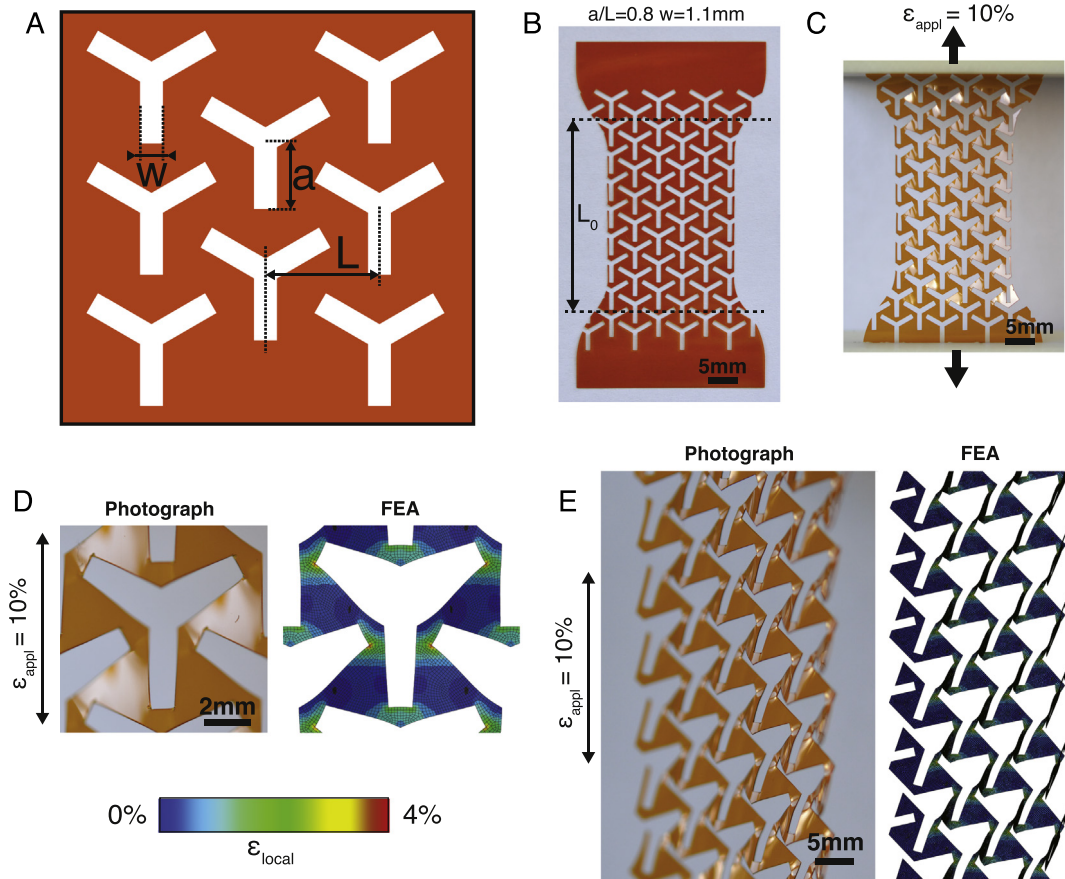 A
w
a
L
B
a/L=0.8 w=1.1mm
L0
5mm
C
εappl = 10%
5mm
D
Photograph
FEA
εappl = 10%
2mm
0%
4%
εlocal
E
Photograph
FEA
εappl = 10%
5mm